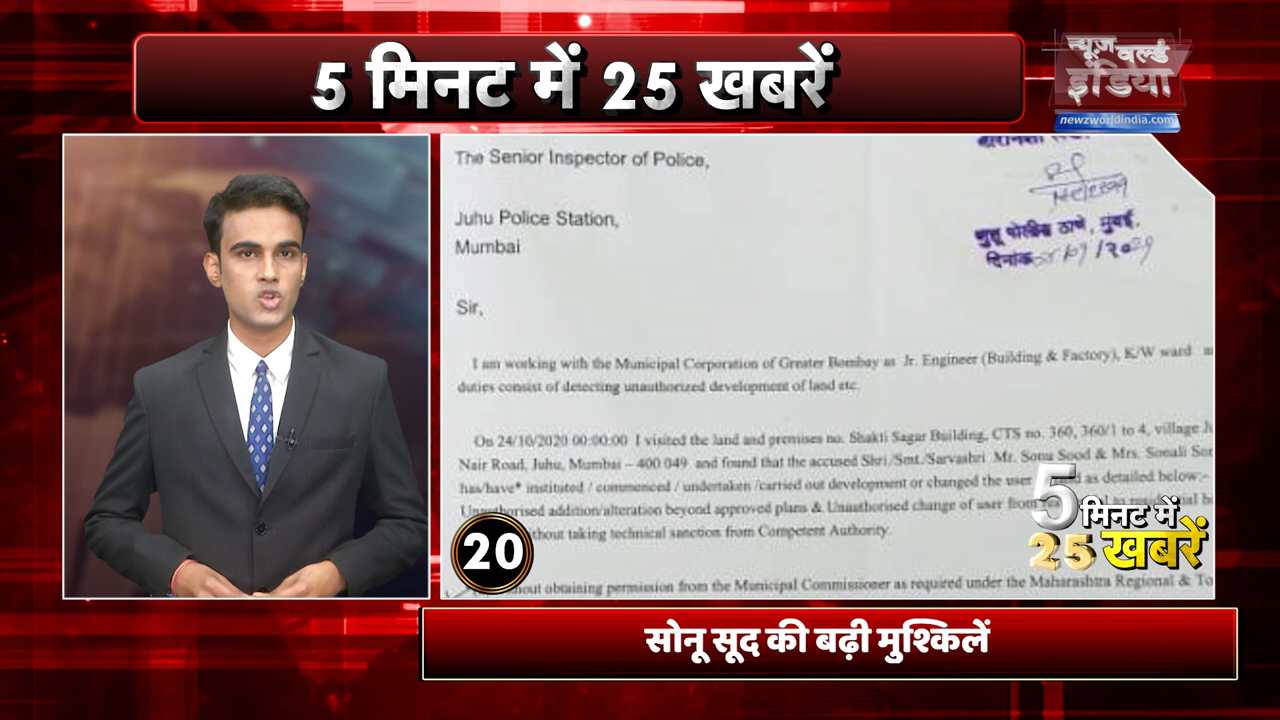 5 मिनट में 25 खबरें
न्यूज़ वर्ल्ड
इंडिया
newzworldindia.com
The Senior Inspector of Police,
Juhu Police Station,
Mumbai
जुहू पोलीस ठाणे, मुंबई.
दिनांक
Sir,
I am working with the Municipal Corporation of Greater Bombay as Jr. Engineer (Building & Factory), K/W ward
duties consist of detecting unauthorized development of land etc.
On 24/10/2020 00:00:00 I visited the land and premises no. Shakti Sagar Building, CTS no. 360, 360/1 to 4, village
Nair Road, Juhu, Mumbai – 400 049 and found that the accused Shri./Smt./Sarvashri Mr. Sonu Sood & Mrs. Sonali
has/have* instituted / commenced / undertaken /carried out development or changed the user as detailed below:-
Unauthorised addition/alteration beyond approved plans & Unauthorised change of user from
taking technical sanction from Competent Authority.
obtaining permission from the Municipal Commissioner as required under the Maharashtra Regional &
20
5 मिनट में
25 खबरें
सोनू सूद की बढ़ी मुश्किलें